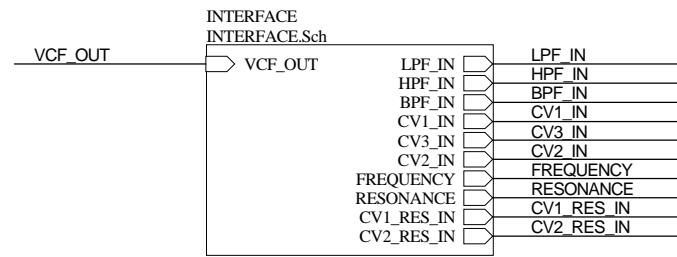 INTERFACE
INTERFACE.Sch
VCF_OUT VCF_OUT LPF_IN LPF_IN
HPF_IN HPF_IN
BPF_IN BPF_IN
CV1_IN CV1_IN
CV3_IN CV3_IN
CV2_IN CV2_IN
FREQUENCY FREQUENCY
RESONANCE RESONANCE
CV1_RES_IN CV1_RES_IN
CV2_RES_IN CV2_RES_IN